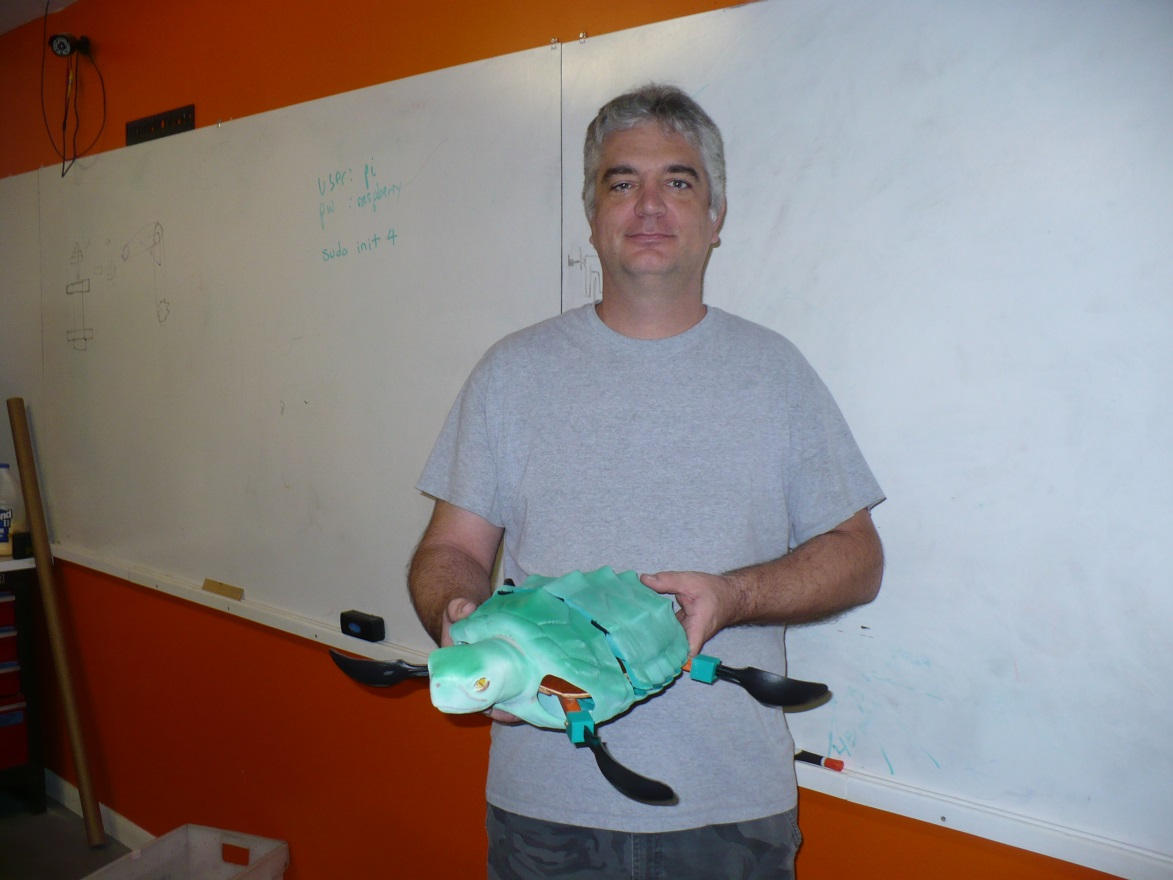 user: pi
pw : raspberry
sudo init 4